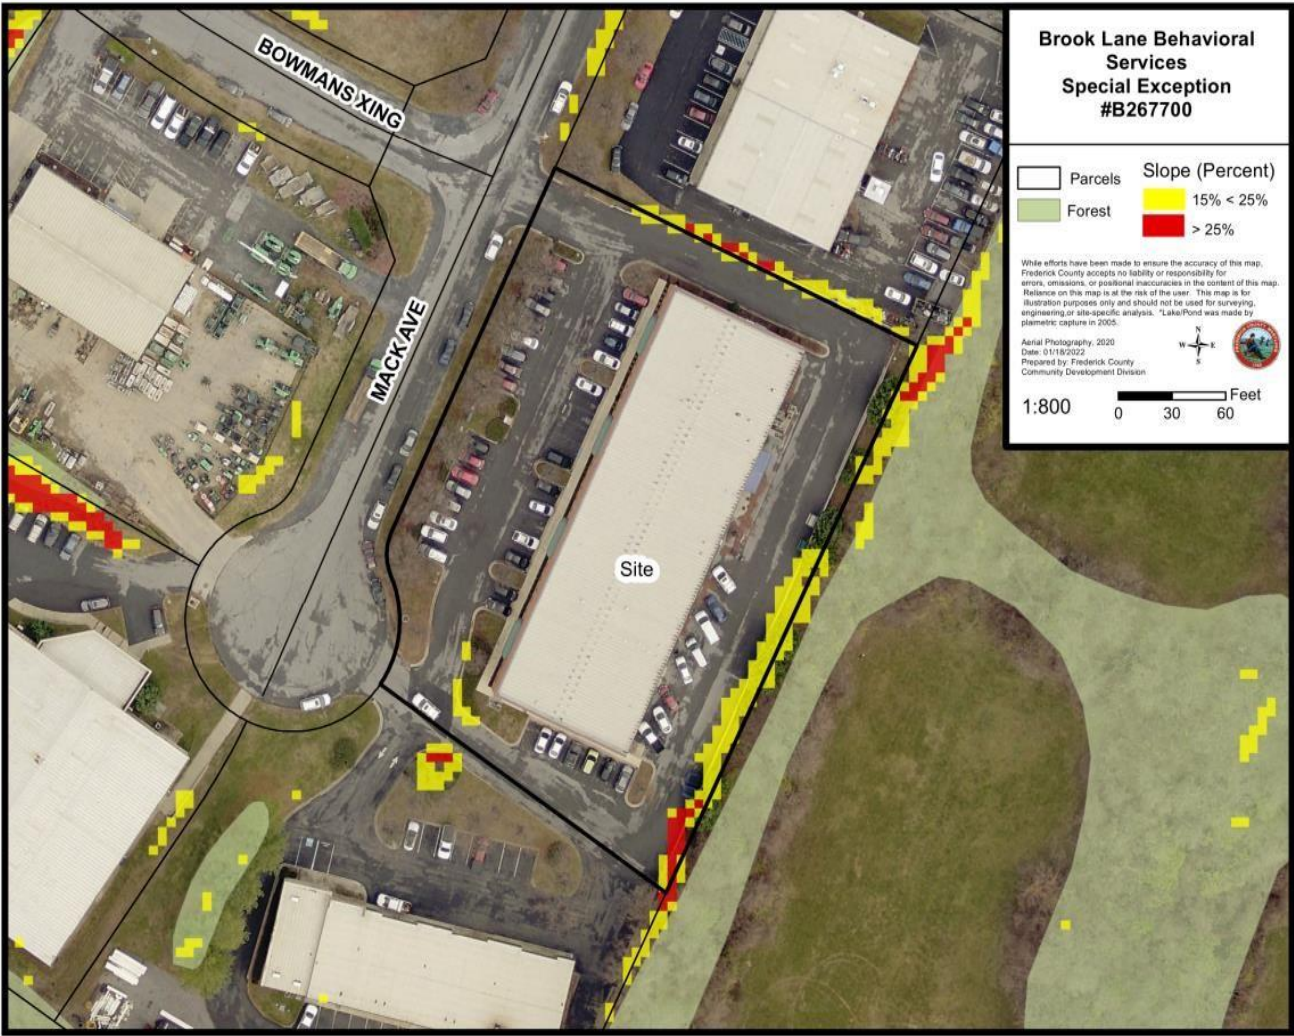 Brook Lane Behavioral
Services
Special Exception
#B267700
Parcels
Forest
Slope (Percent)
15% < 25%
> 25%
While efforts have been made to ensure the accuracy of this map,
Frederick County accepts no liability or responsibility for
errors, omissions, or positional inaccuracies in the content of this map.
Reliance on this map is at the risk of the user. This map is for
illustration purposes only and should not be used for surveying,
engineering,or site-specific analysis. *Lake/Pond was made by
planetric capture in 2005.
Aerial Photography, 2020
Date: 01/18/2022
Prepared by: Frederick County
Community Development Division
N
W E
S
1:800
Feet
0 30 60
BOWMANS XING
MACK AVE
Site